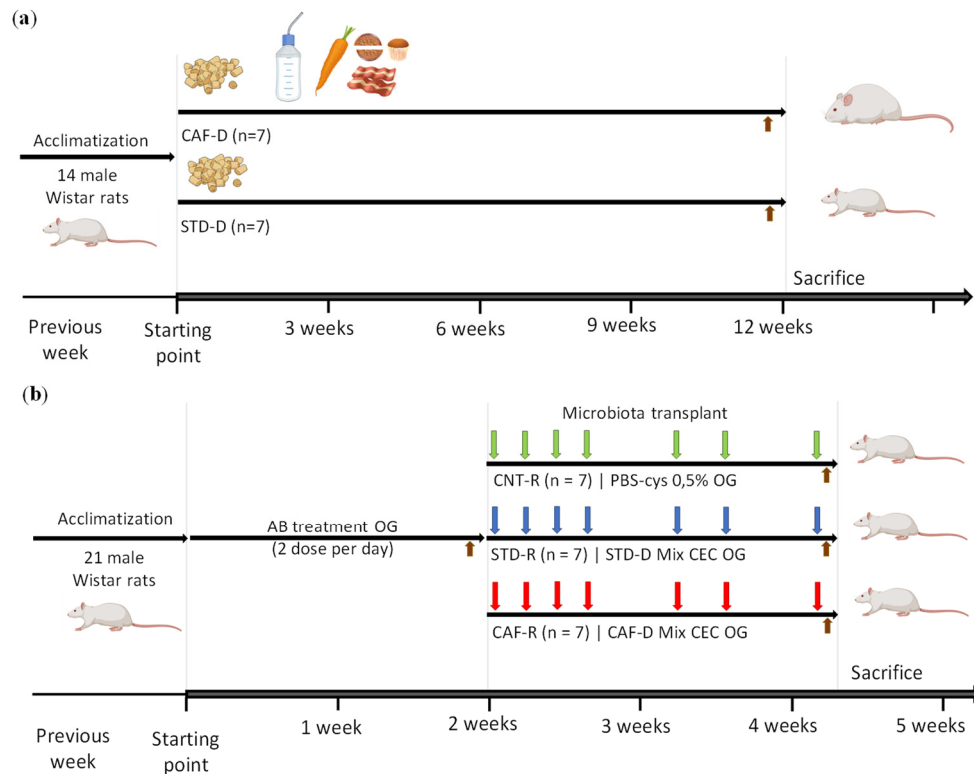 (a)
CAF-D (n=7)
Acclimatization
14 male
Wistar rats
STD-D (n=7)
Sacrifice
Previous
week
Starting
point
3 weeks
6 weeks
9 weeks
12 weeks
(b)
Microbiota transplant
CNT-R (n = 7) | PBS-cys 0,5% OG
Acclimatization
21 male
Wistar rats
AB treatment OG
(2 dose per day)
STD-R (n = 7) | STD-D Mix CEC OG
CAF-R (n = 7) | CAF-D Mix CEC OG
Sacrifice
Previous
week
Starting
point
1 week
2 weeks
3 weeks
4 weeks
5 weeks